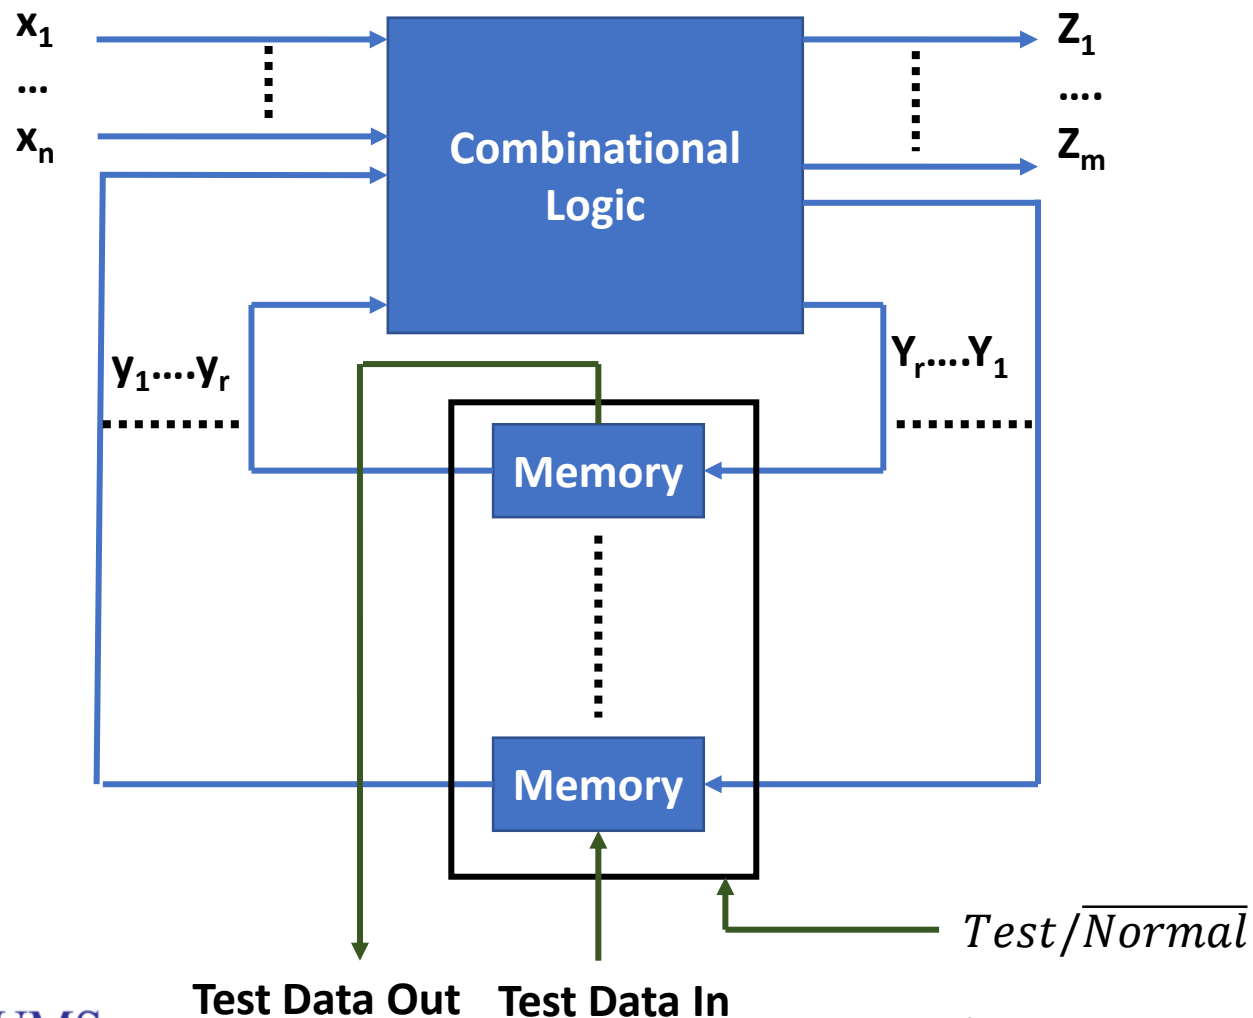 x₁
...
xₙ
Combinational
Logic
Z₁
....
Zₘ
y₁....yᵣ
Yᵣ....Y₁
Memory
Memory
Test/N̅o̅r̅m̅a̅l̅
Test Data Out
Test Data In